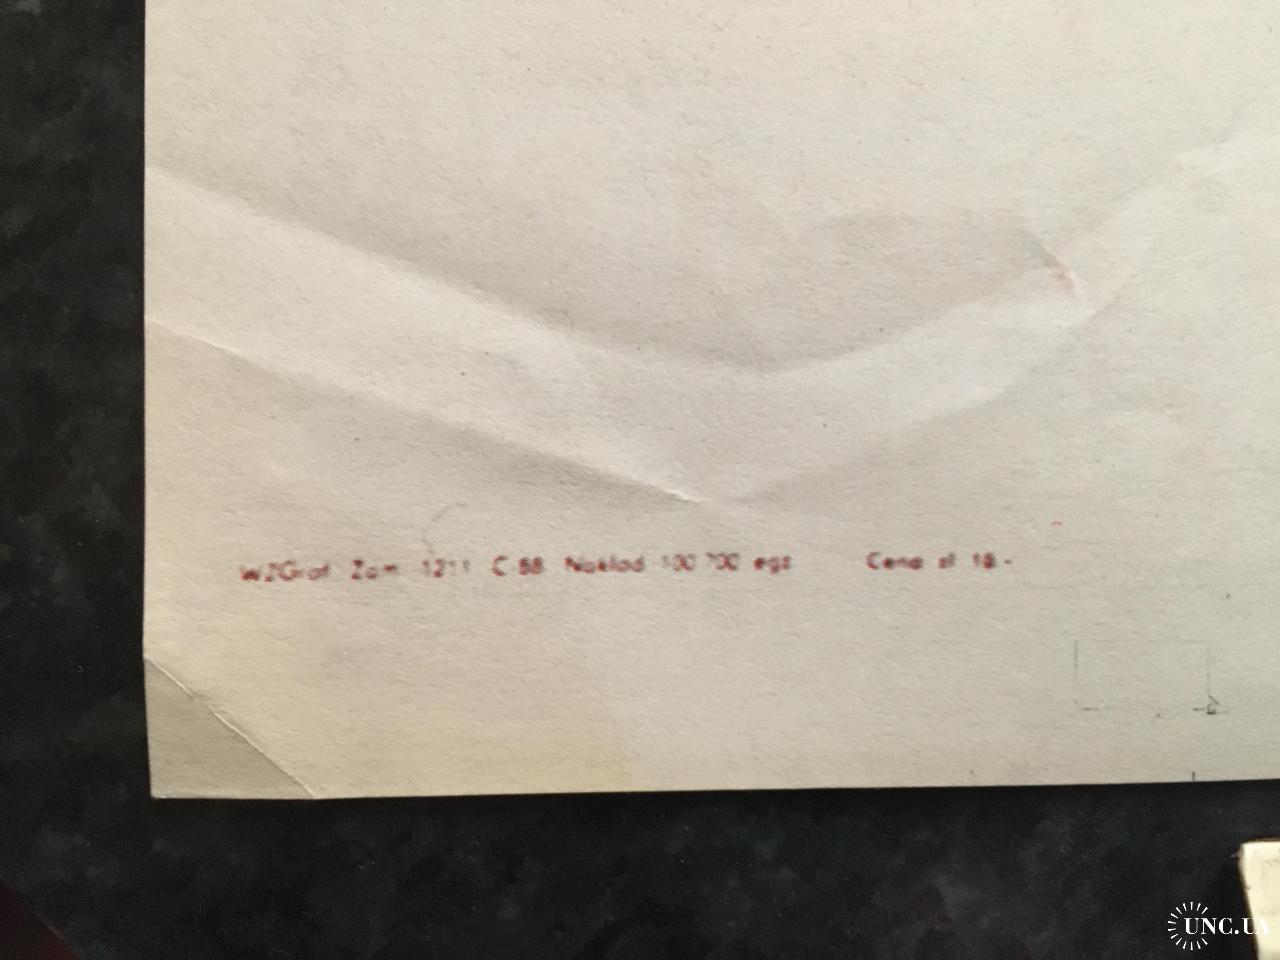 WZGraf Zam 1211 C-88 Nakład 100 700 egz Cena zł 18 -
UNC.UA